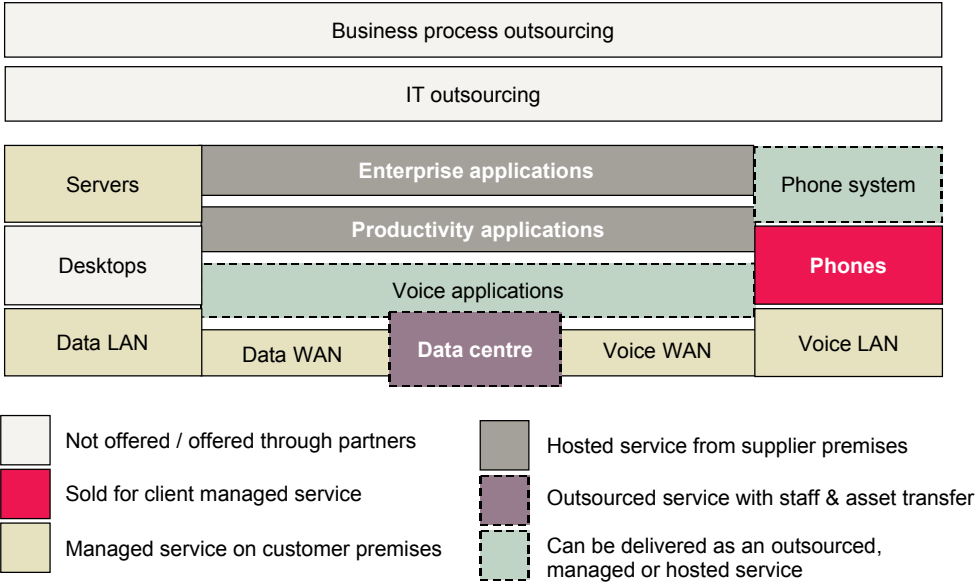 Business process outsourcing
IT outsourcing
Servers
Enterprise applications
Phone system
Productivity applications
Desktops
Phones
Voice applications
Data LAN
Data WAN
Data centre
Voice WAN
Voice LAN
Not offered / offered through partners
Sold for client managed service
Managed service on customer premises
Hosted service from supplier premises
Outsourced service with staff & asset transfer
Can be delivered as an outsourced,
managed or hosted service